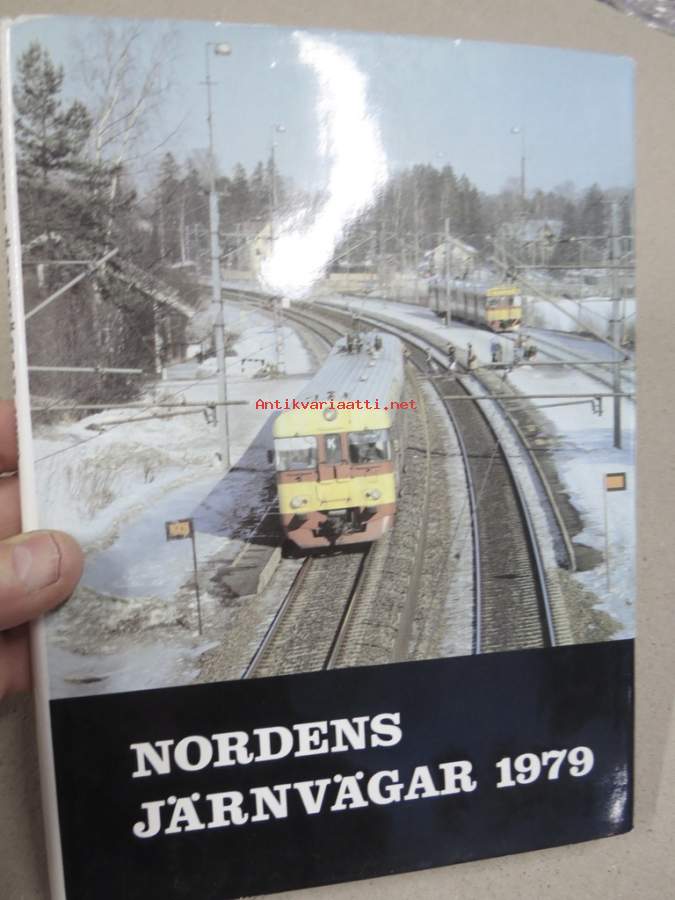 Antikvariaatti.net
K
NORDENS
JÄRNVÄGAR 1979